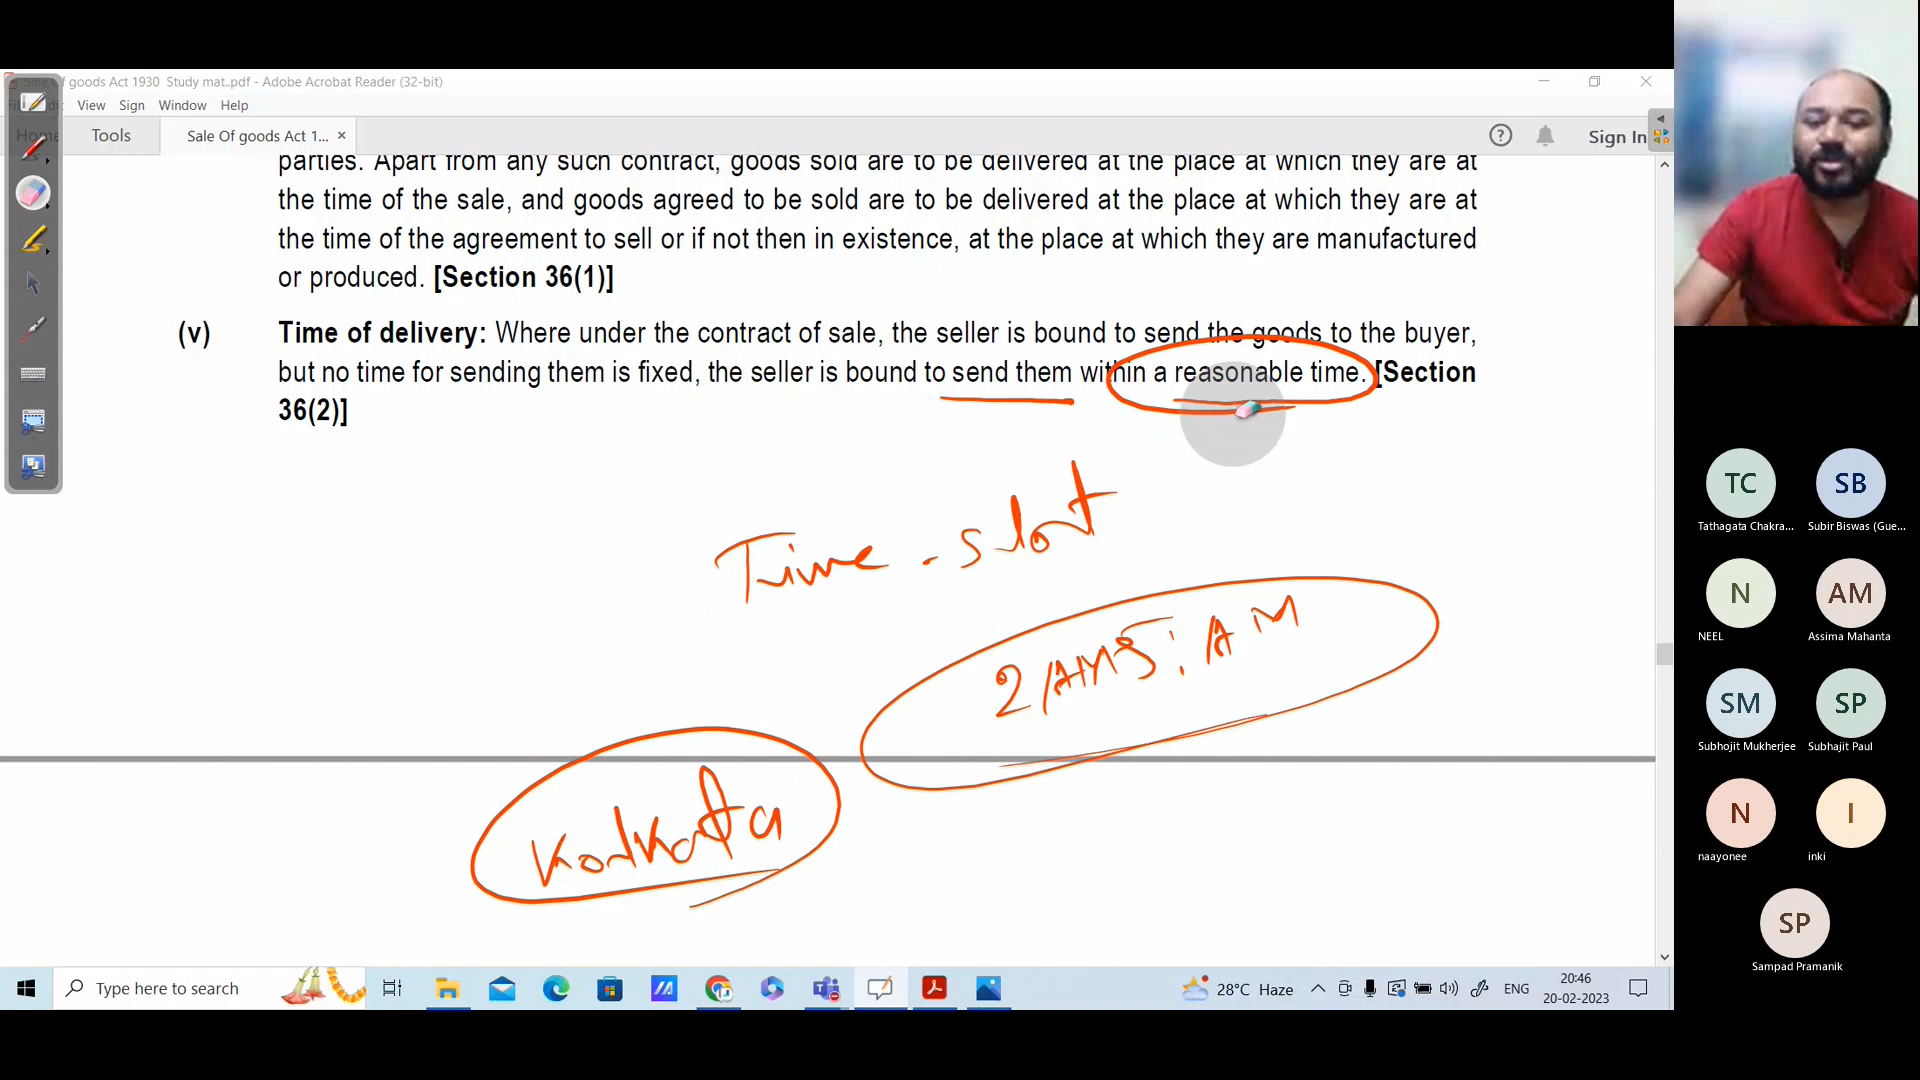 Sale Of goods Act 1930 Study mat..pdf - Adobe Acrobat Reader (32-bit)
View Sign Window Help
Home Tools Sale Of goods Act 1... × Sign In
parties. Apart from any such contract, goods sold are to be delivered at the place at which they are at
the time of the sale, and goods agreed to be sold are to be delivered at the place at which they are at
the time of the agreement to sell or if not then in existence, at the place at which they are manufactured
or produced. [Section 36(1)]
(v) Time of delivery: Where under the contract of sale, the seller is bound to send the goods to the buyer,
but no time for sending them is fixed, the seller is bound to send them within a reasonable time. [Section
36(2)]
Time - slot
2 AM
Kolkata
TC SB
Tathagata Chakra... Subir Biswas (Gue...
N AM
NEEL Assima Mahanta
SM SP
Subhojit Mukherjee Subhajit Paul
N I
naayonee inki
SP
Sampad Pramanik
Type here to search 28°C Haze ENG 20:46
20-02-2023